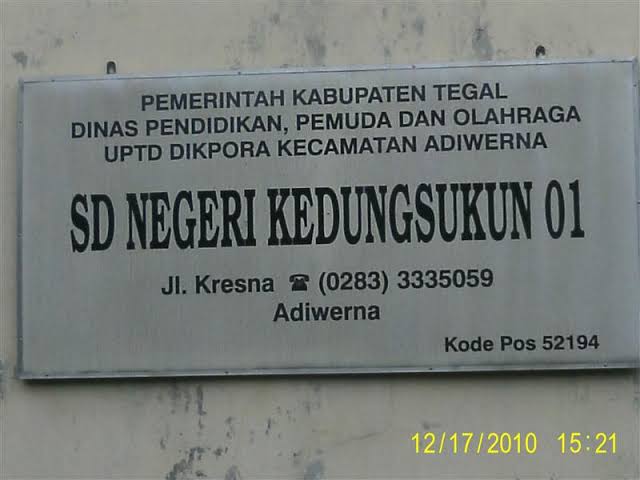 PEMERINTAH KABUPATEN TEGAL
DINAS PENDIDIKAN, PEMUDA DAN OLAHRAGA
UPTD DIKPORA KECAMATAN ADIWERNA
SD NEGERI KEDUNGSUKUN 01
Jl. Kresna ☎ (0283) 3335059
Adiwerna
Kode Pos 52194
12/17/2010 15:21